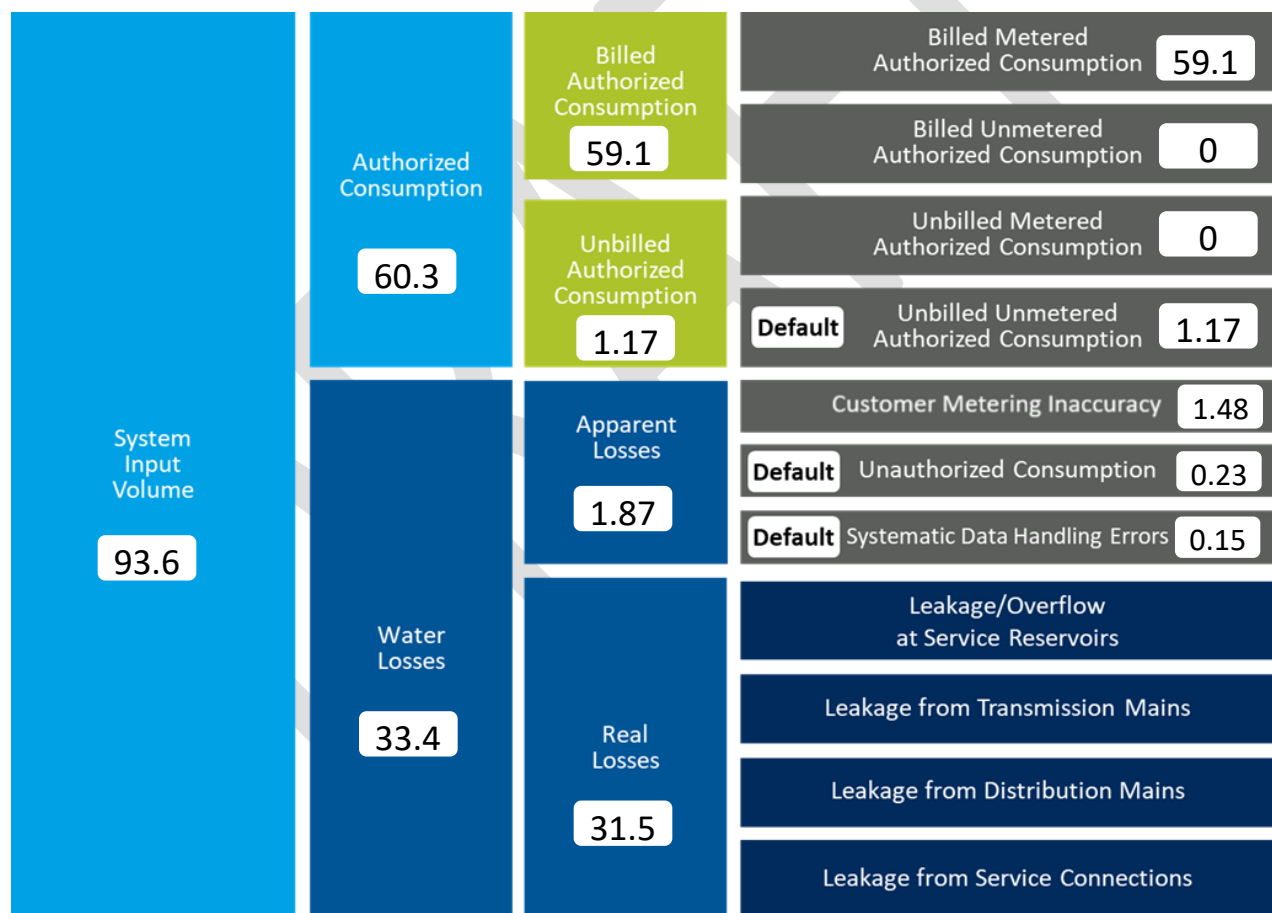 System
Input
Volume
93.6
Authorized
Consumption
60.3
Water
Losses
33.4
Billed
Authorized
Consumption
59.1
Unbilled
Authorized
Consumption
1.17
Apparent
Losses
1.87
Real
Losses
31.5
Billed Metered
Authorized Consumption 59.1
Billed Unmetered
Authorized Consumption 0
Unbilled Metered
Authorized Consumption 0
Default Unbilled Unmetered
Authorized Consumption 1.17
Customer Metering Inaccuracy 1.48
Default Unauthorized Consumption 0.23
Default Systematic Data Handling Errors 0.15
Leakage/Overflow
at Service Reservoirs
Leakage from Transmission Mains
Leakage from Distribution Mains
Leakage from Service Connections